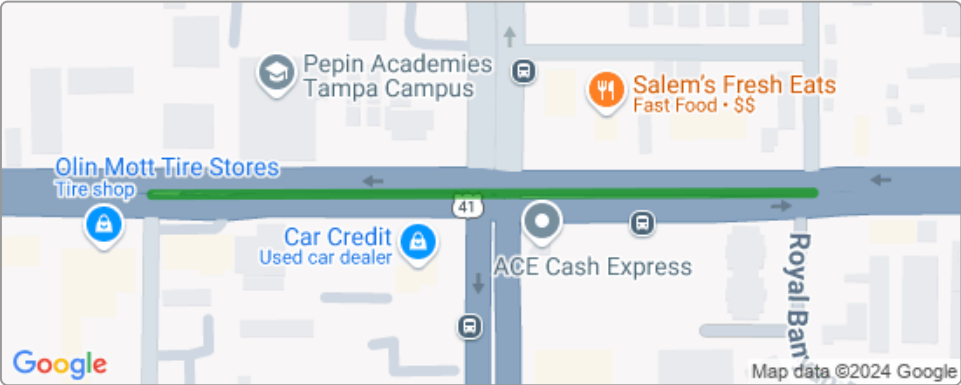 Pepin Academies
Tampa Campus
Salem's Fresh Eats
Fast Food • $$
Olin Mott Tire Stores
Tire shop
41
Car Credit
Used car dealer
ACE Cash Express
Google
Map data ©2024 Google